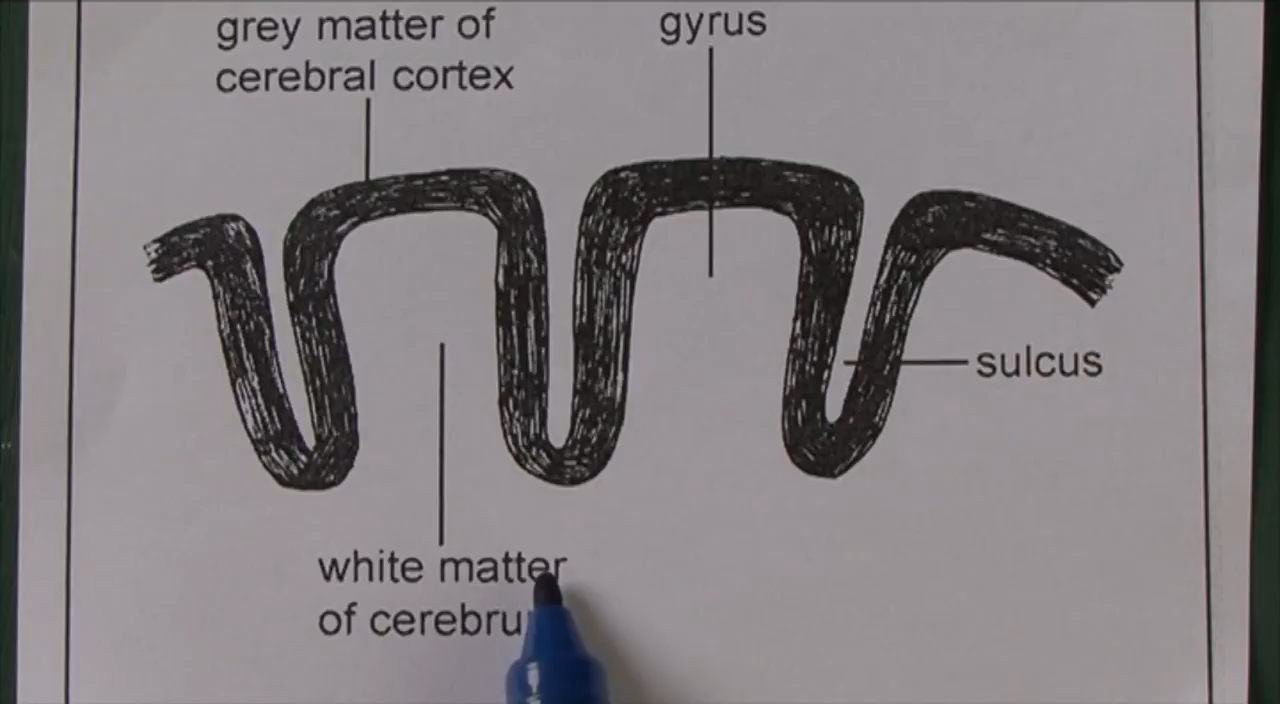 grey matter of
cerebral cortex
gyrus
sulcus
white matter
of cerebru